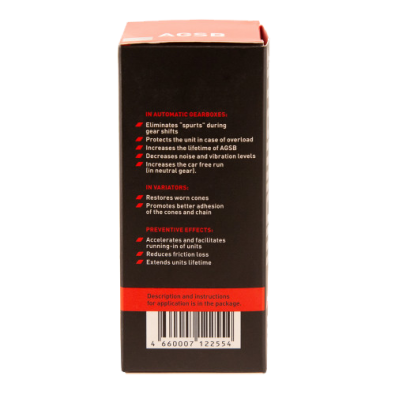 AGSB
IN AUTOMATIC GEARBOXES:
Eliminates "spurts" during
gear shifts
Protects the unit in case of overload
Increases the lifetime of AGSB
Decreases noise and vibration levels
Increases the car free run
(in neutral gear).
IN VARIATORS:
Restores worn cones
Promotes better adhesion
of the cones and chain
PREVENTIVE EFFECTS:
Accelerates and facilitates
running-in of units
Reduces friction loss
Extends units lifetime
Description and instructions
for application is in the package.
4 660007 122554